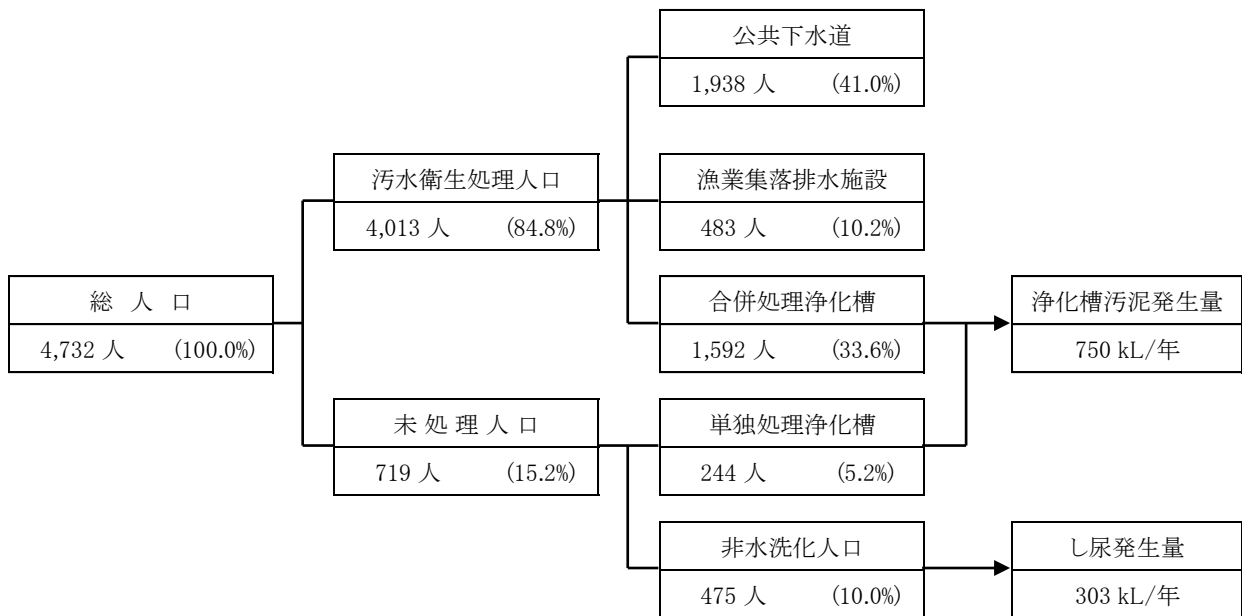 公共下水道
1,938 人 (41.0%)
汚水衛生処理人口
4,013 人 (84.8%)
漁業集落排水施設
483 人 (10.2%)
総 人 口
4,732 人 (100.0%)
合併処理浄化槽
1,592 人 (33.6%)
浄化槽汚泥発生量
750 kL/年
未 処 理 人 口
719 人 (15.2%)
単独処理浄化槽
244 人 (5.2%)
非水洗化人口
475 人 (10.0%)
し尿発生量
303 kL/年